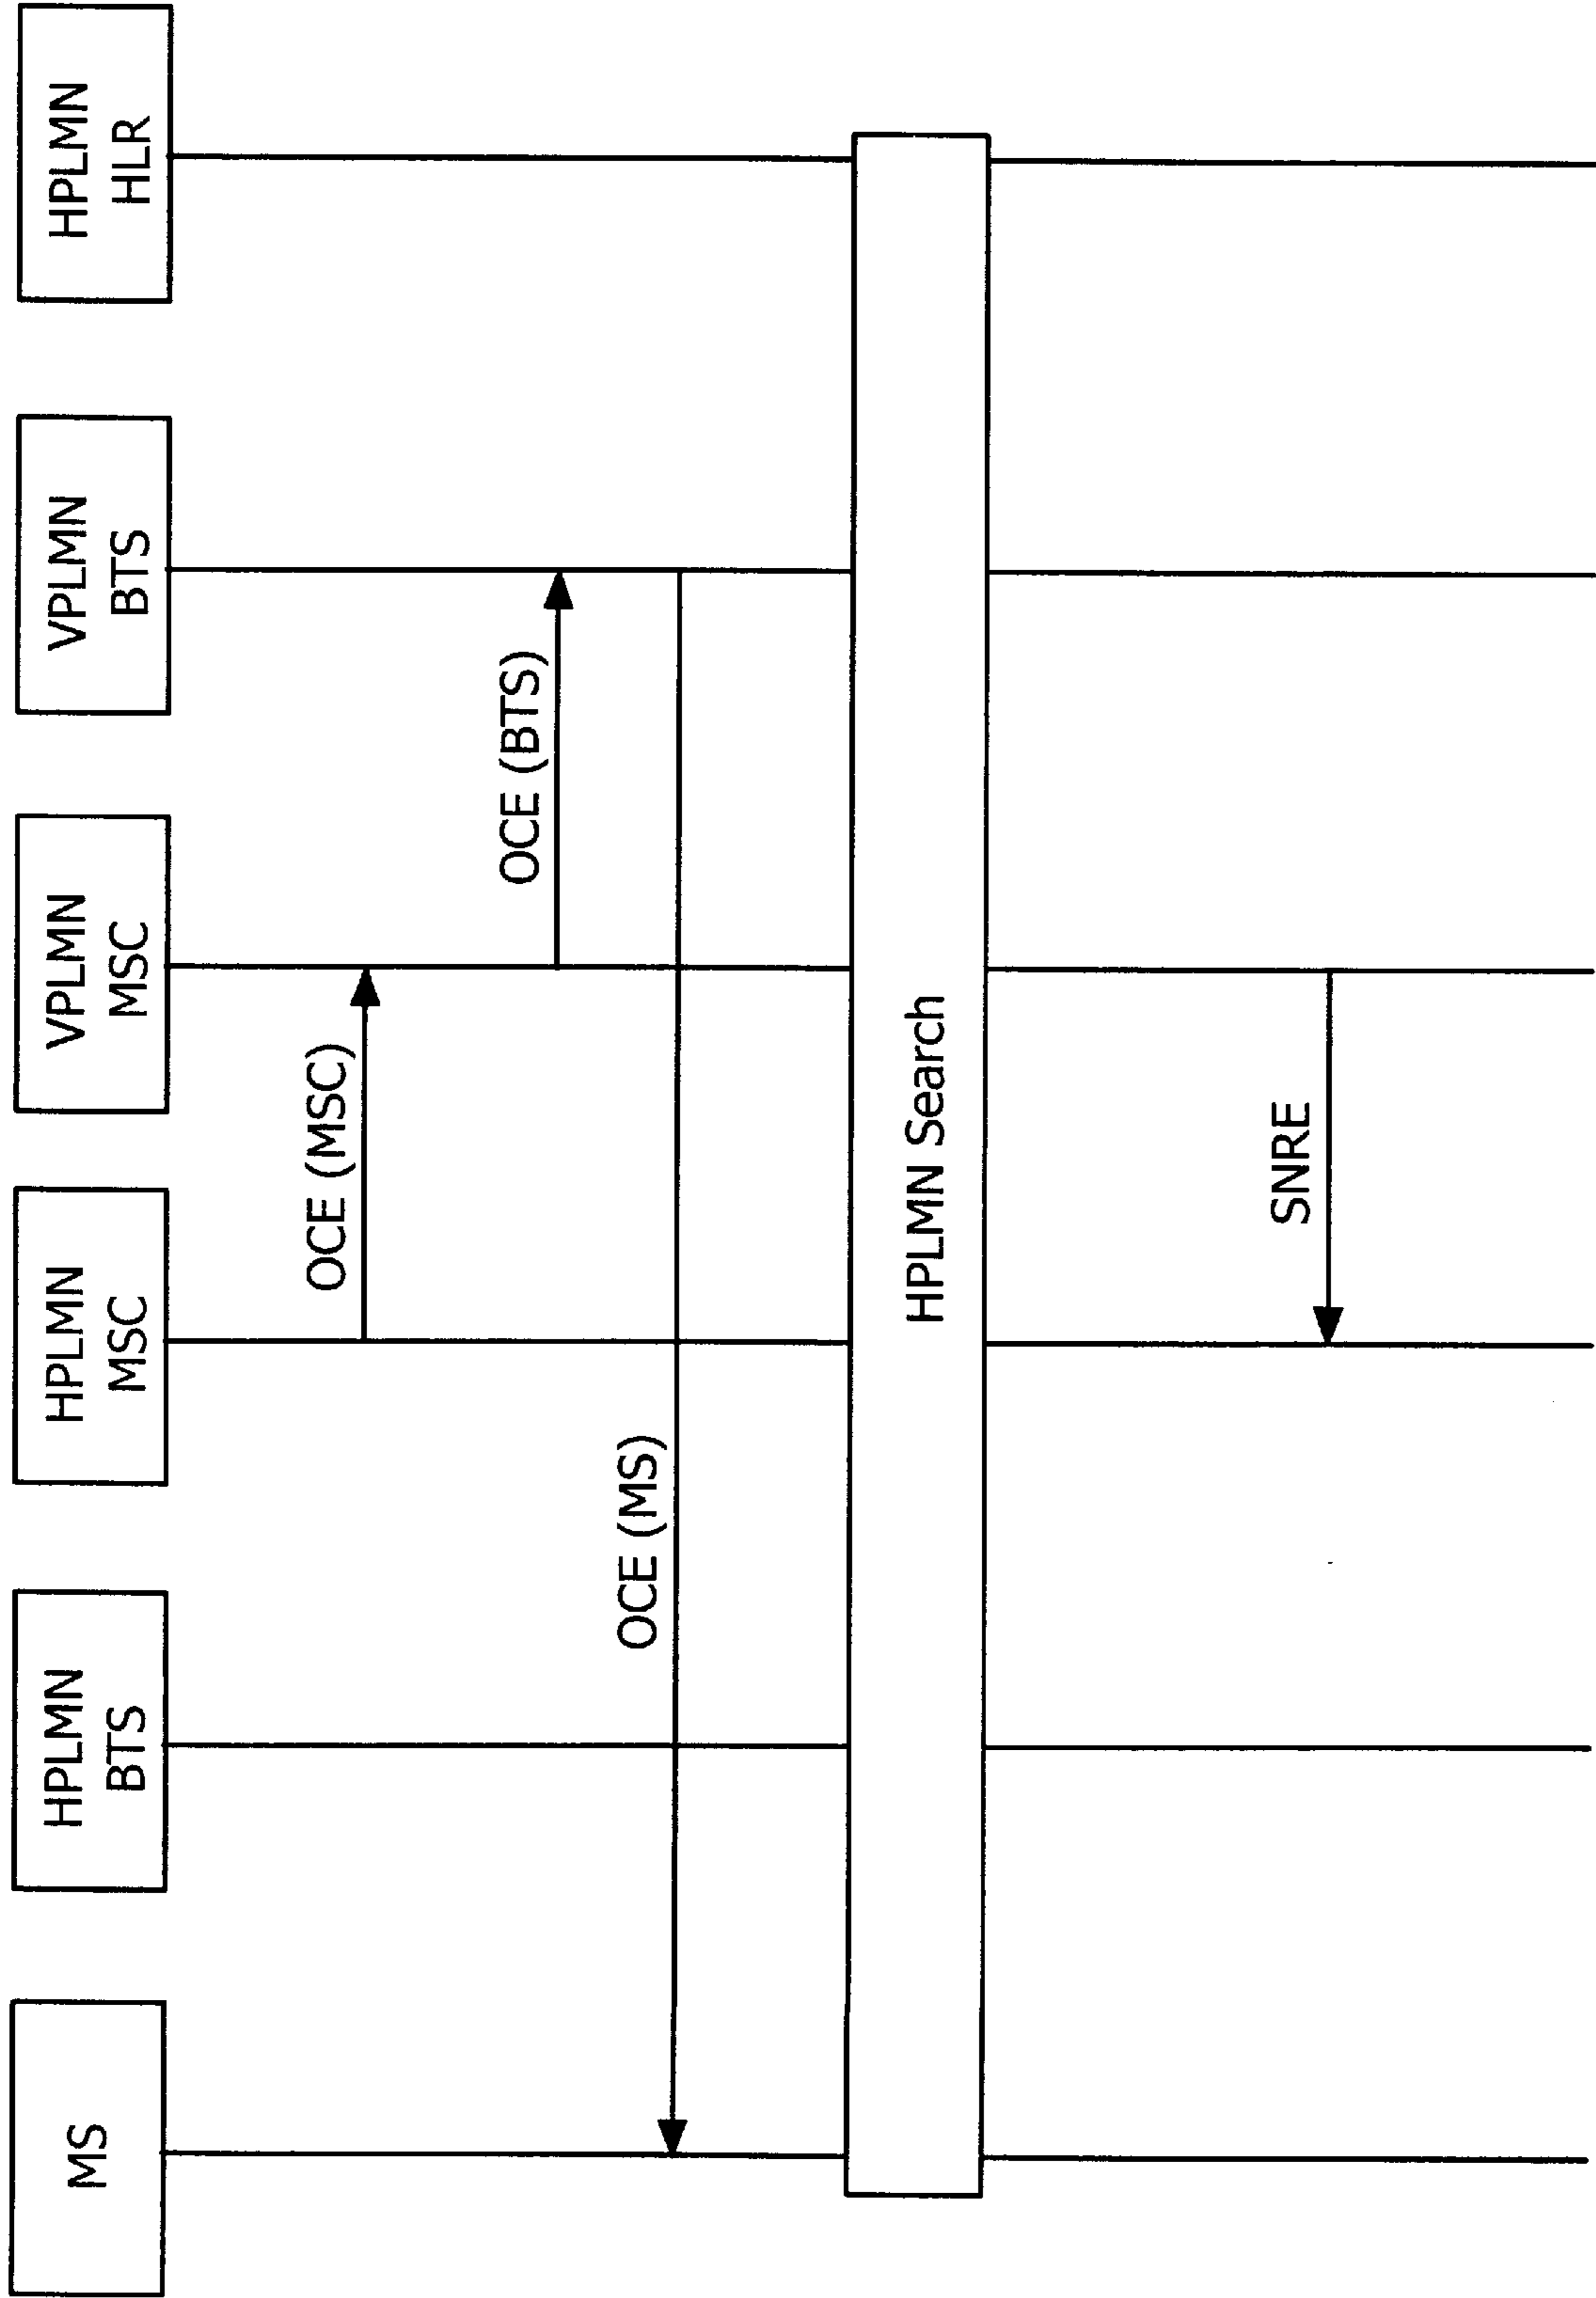 MS
HPLMN
BTS
HPLMN
MSC
VPLMN
MSC
VPLMN
BTS
HPLMN
HLR
OCE (MSC)
OCE (BTS)
OCE (MS)
HPLMN Search
SNRE